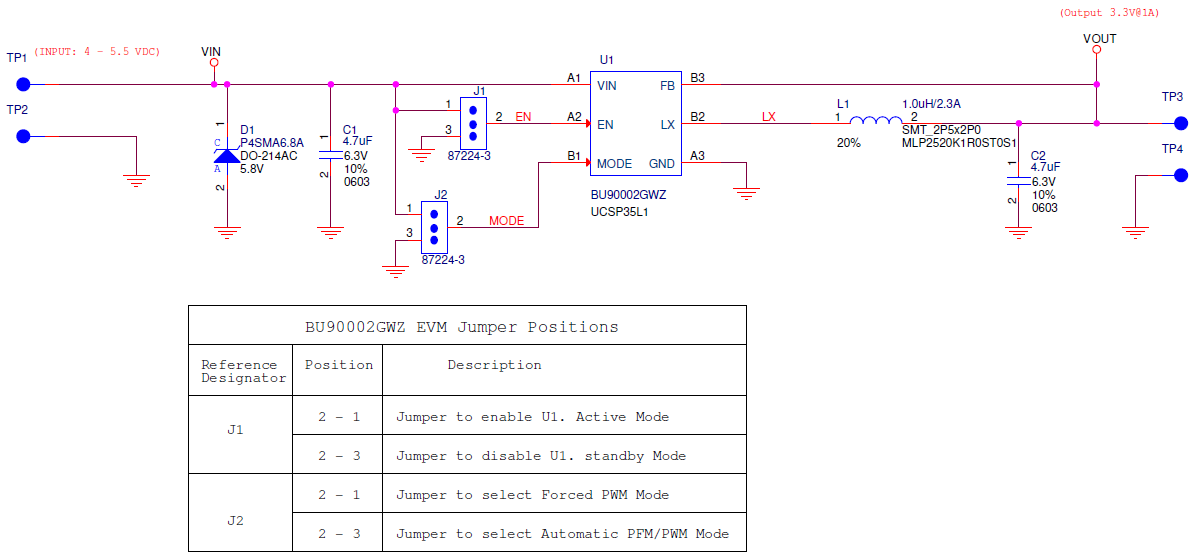 (Output 3.3V@1A)
VOUT
TP1
(INPUT: 4 - 5.5 VDC)
VIN
U1
TP2
A1
VIN
FB
B3
J1
1
2
EN
A2
EN
LX
B2
LX
L1
1.0uH/2.3A
1
2
TP3
3
87224-3
SMT_2P5x2P0
MLP2520K1R0ST0S1
20%
TP4
1
C
D1
P4SMA6.8A
DO-214AC
5.8V
A
2
1
C1
4.7uF
6.3V
10%
0603
2
B1
MODE
GND
A3
BU90002GWZ
UCSP35L1
J2
1
2
MODE
3
87224-3
1
C2
4.7uF
6.3V
10%
0603
2
BU90002GWZ EVM Jumper Positions
Reference
Designator
Position
Description
J1
2 - 1
Jumper to enable U1. Active Mode
2 - 3
Jumper to disable U1. standby Mode
J2
2 - 1
Jumper to select Forced PWM Mode
2 - 3
Jumper to select Automatic PFM/PWM Mode